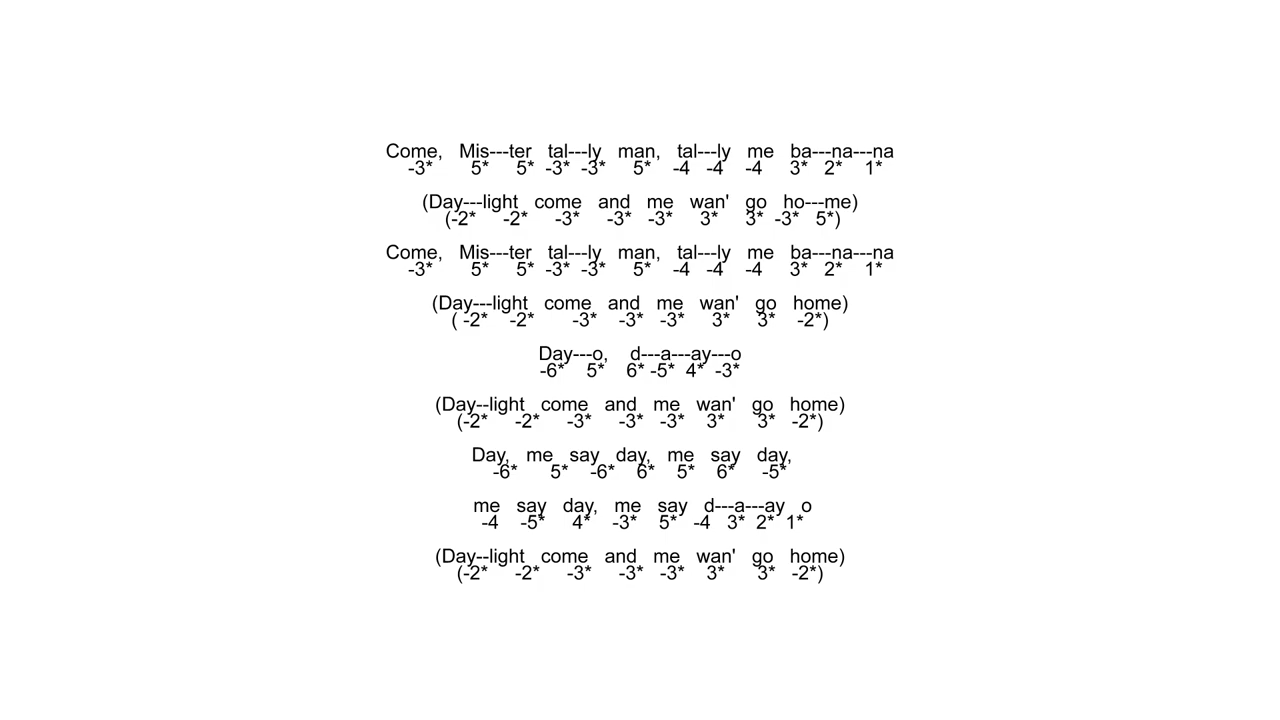 Come, Mis---ter tal---ly man, tal---ly me ba---na---na
-3* 5* 5* -3* -3* 5* -4 -4 -4 3* 2* 1*
(Day---light come and me wan' go ho---me)
(-2* -2* -3* -3* -3* 3* 3* -3* 5*)
Come, Mis---ter tal---ly man, tal---ly me ba---na---na
-3* 5* 5* -3* -3* 5* -4 -4 -4 3* 2* 1*
(Day---light come and me wan' go home)
( -2* -2* -3* -3* -3* 3* 3* -2*)
Day---o, d---a---ay---o
-6* 5* 6* -5* 4* -3*
(Day--light come and me wan' go home)
(-2* -2* -3* -3* -3* 3* 3* -2*)
Day, me say day, me say day,
-6* 5* -6* 6* 5* 6* -5*
me say day, me say d---a---ay o
-4 -5* 4* -3* 5* -4 3* 2* 1*
(Day--light come and me wan' go home)
(-2* -2* -3* -3* -3* 3* 3* -2*)